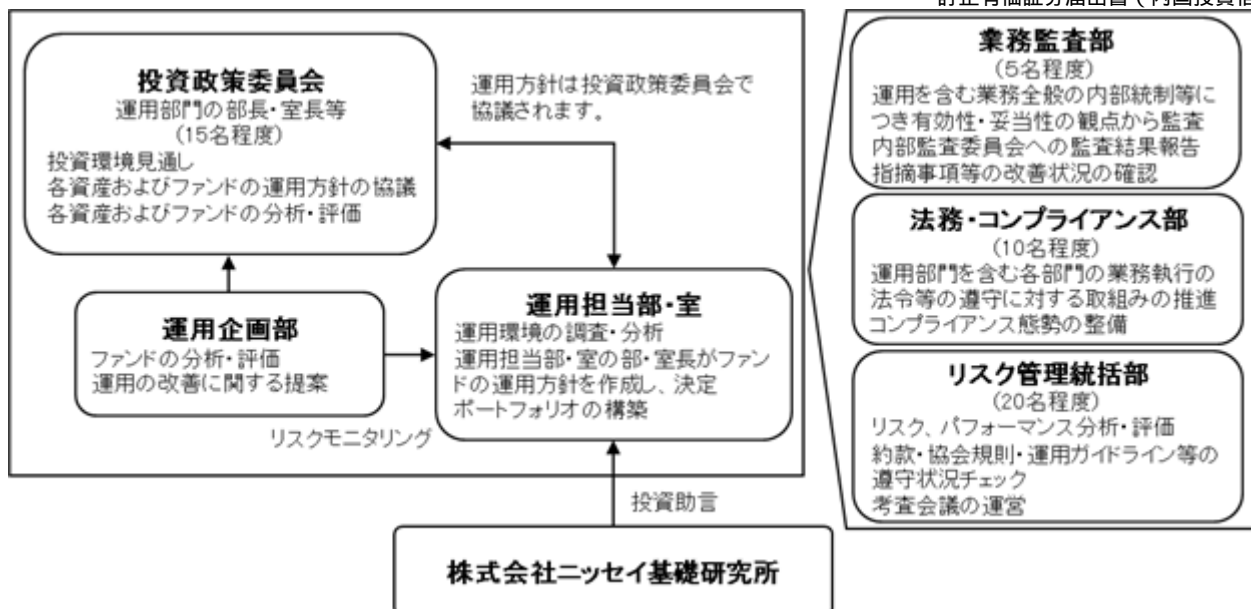 訂正有価証券届出書(内国投資信
投資政策委員会
運用部門の部長・室長等
(15名程度)
投資環境見通し
各資産およびファンドの運用方針の協議
各資産およびファンドの分析・評価
運用方針は投資政策委員会で
協議されます。
運用企画部
ファンドの分析・評価
運用の改善に関する提案
リスクモニタリング
運用担当部・室
運用環境の調査・分析
運用担当部・室の部・室長がファン
ドの運用方針を作成し、決定
ポートフォリオの構築
投資助言
株式会社ニッセイ基礎研究所
業務監査部
(5名程度)
運用を含む業務全般の内部統制等に
つき有効性・妥当性の観点から監査
内部監査委員会への監査結果報告
指摘事項等の改善状況の確認
法務・コンプライアンス部
(10名程度)
運用部門を含む各部門の業務執行の
法令等の遵守に対する取組みの推進
コンプライアンス態勢の整備
リスク管理統括部
(20名程度)
リスク、パフォーマンス分析・評価
約款・協会規則・運用ガイドライン等の
遵守状況チェック
考査会議の運営